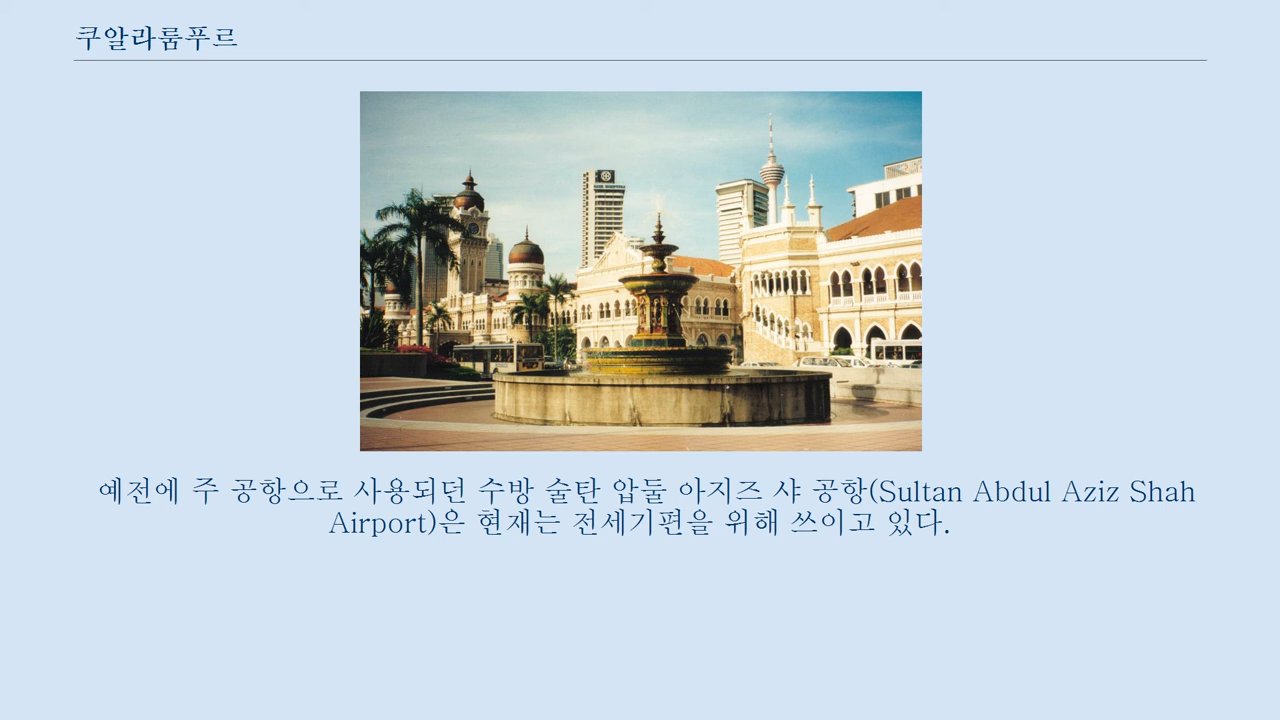 쿠알라룸푸르
예전에 주 공항으로 사용되던 수방 술탄 압둘 아지즈 샤 공항(Sultan Abdul Aziz Shah
Airport)은 현재는 전세기편을 위해 쓰이고 있다.